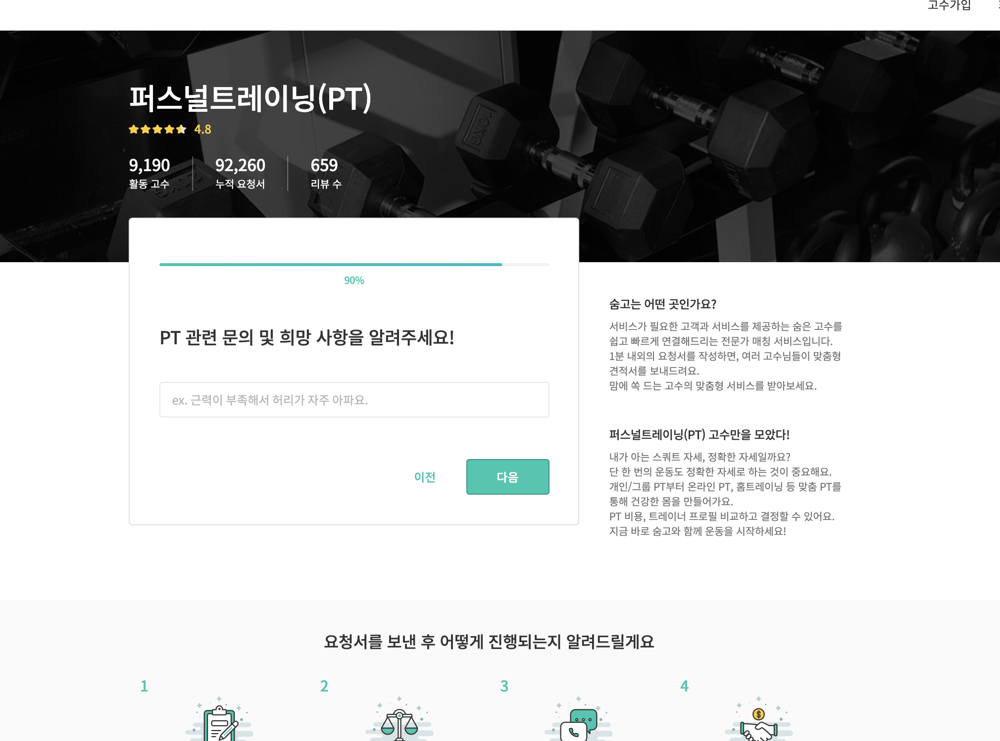 고수가입
퍼스널트레이닝(PT)
4.8
9,190
활동 고수
92,260
누적 요청서
659
리뷰 수
90%
PT 관련 문의 및 희망 사항을 알려주세요!
ex. 근력이 부족해서 허리가 자주 아파요.
이전
다음
숨고는 어떤 곳인가요?
서비스가 필요한 고객과 서비스를 제공하는 숨은 고수를
쉽고 빠르게 연결해드리는 전문가 매칭 서비스입니다.
1분 내외의 요청서를 작성하면, 여러 고수님들이 맞춤형
견적서를 보내드려요.
맘에 쏙 드는 고수의 맞춤형 서비스를 받아보세요.
퍼스널트레이닝(PT) 고수만을 모았다!
내가 아는 스쿼트 자세, 정확한 자세일까요?
단 한 번의 운동도 정확한 자세로 하는 것이 중요해요.
개인/그룹 PT부터 온라인 PT, 홈트레이닝 등 맞춤 PT를
통해 건강한 몸을 만들어가요.
PT 비용, 트레이너 프로필 비교하고 결정할 수 있어요.
지금 바로 숨고와 함께 운동을 시작하세요!
요청서를 보낸 후 어떻게 진행되는지 알려드릴게요
1
2
3
4
10KG